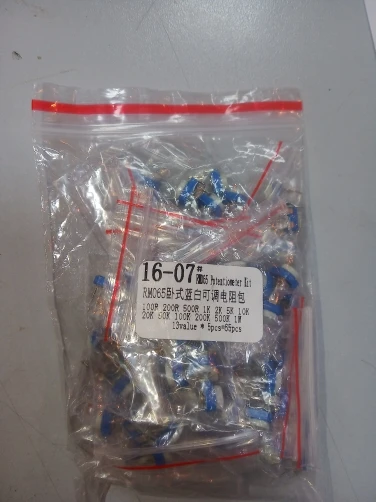 16-07# RM065 Potentiometer Kit
RM065卧式蓝白可调电阻包
100R 200R 500R 1K 2K 5K 10K
20K 50K 100K 200K 500K 1M
13value * 5pcs=65pcs